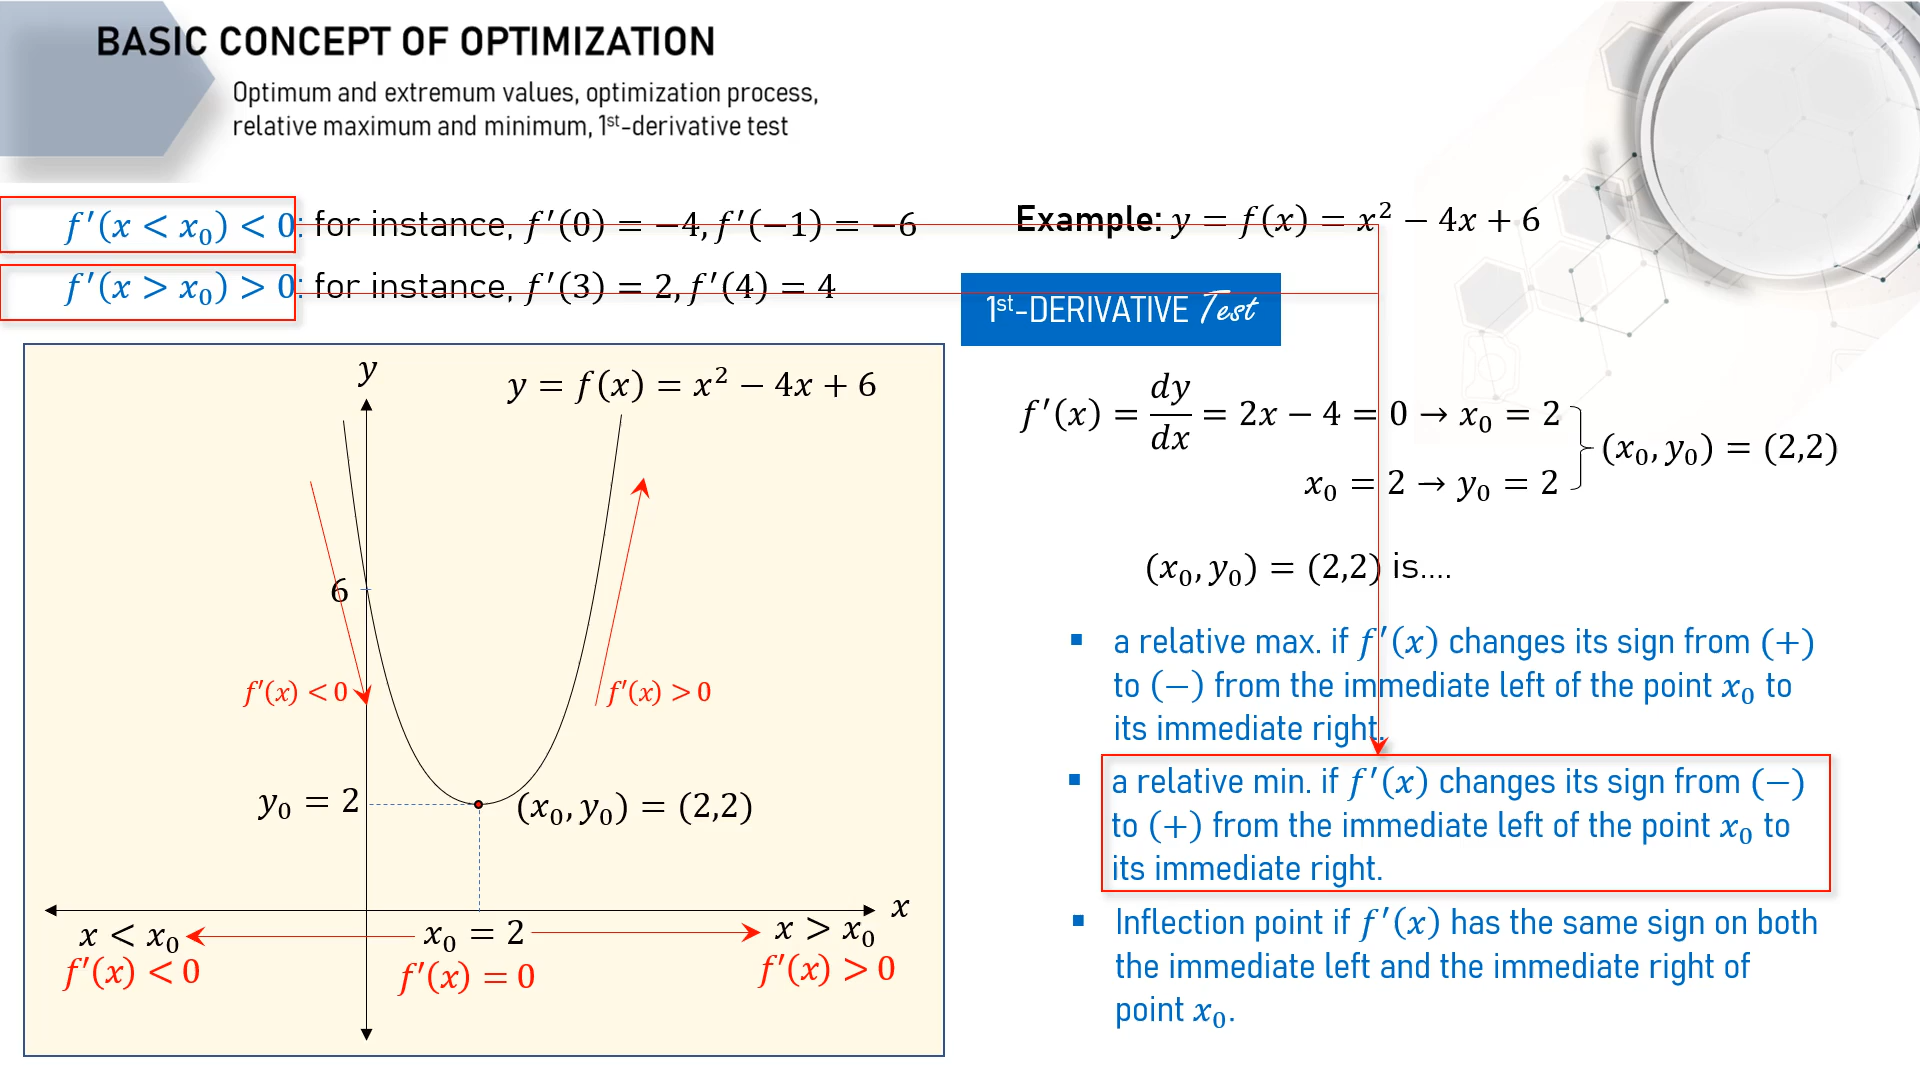 BASIC CONCEPT OF OPTIMIZATION
Optimum and extremum values, optimization process,
relative maximum and minimum, 1st-derivative test
f′(x < x₀) < 0: for instance, f′(0) = −4, f′(−1) = −6
f′(x > x₀) > 0: for instance, f′(3) = 2, f′(4) = 4
y
y = f(x) = x² − 4x + 6
6
f′(x) < 0
f′(x) > 0
y₀ = 2
(x₀, y₀) = (2,2)
x
x < x₀
x₀ = 2
x > x₀
f′(x) < 0
f′(x) = 0
f′(x) > 0
Example: y = f(x) = x² − 4x + 6
1st-DERIVATIVE Test
f′(x) = dy/dx = 2x − 4 = 0 → x₀ = 2
x₀ = 2 → y₀ = 2
(x₀, y₀) = (2,2)
(x₀, y₀) = (2,2) is....
▪ a relative max. if f′(x) changes its sign from (+)
to (−) from the immediate left of the point x₀ to
its immediate right.
▪ a relative min. if f′(x) changes its sign from (−)
to (+) from the immediate left of the point x₀ to
its immediate right.
▪ Inflection point if f′(x) has the same sign on both
the immediate left and the immediate right of
point x₀.